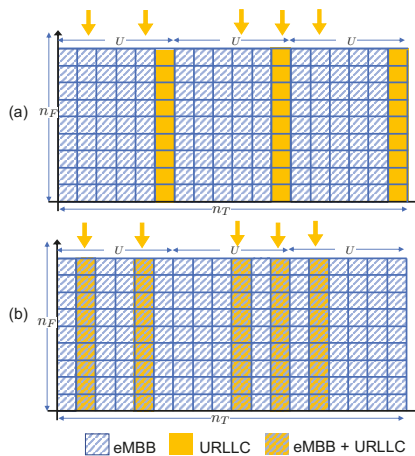 U U U
(a)
n_F
n_T
U U U
(b)
n_F
n_T
eMBB URLLC eMBB + URLLC